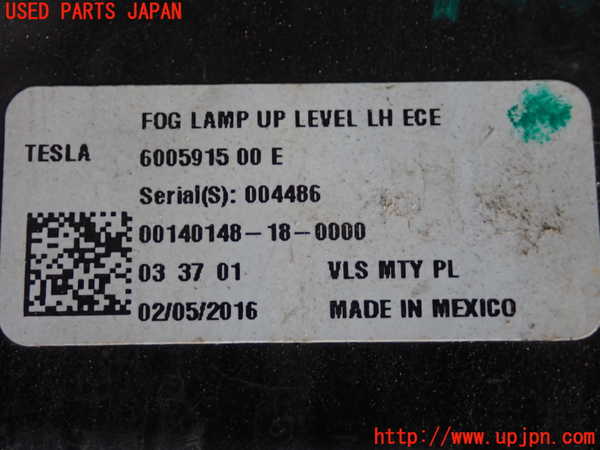 USED PARTS JAPAN
FOG LAMP UP LEVEL LH ECE
TESLA 6005915 00 E
Serial(S): 004486
00140148-18-0000
03 37 01 VLS MTY PL
02/05/2016 MADE IN MEXICO
http://www.upjpn.com/